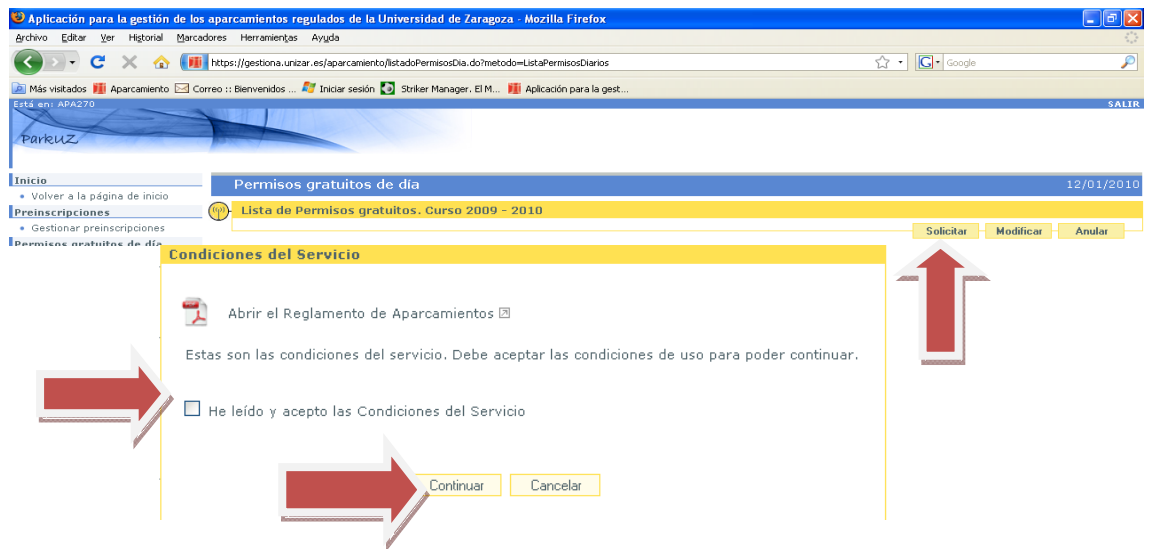 Aplicación para la gestión de los aparcamientos regulados de la Universidad de Zaragoza - Mozilla Firefox
Archivo Editar Ver Historial Marcadores Herramientas Ayuda
https://gestiona.unizar.es/aparcamiento/listadoPermisosDia.do?metodo=ListaPermisosDiarios
G Google
Más visitados Aparcamiento Correo :: Bienvenidos ... Iniciar sesión Striker Manager. El M... Aplicación para la gest...
Está en: APA270 SALIR
ParkUZ
Inicio
Volver a la página de inicio
Permisos gratuitos de día 12/01/2010
Preinscripciones
Lista de Permisos gratuitos. Curso 2009 - 2010
Gestionar preinscripciones
Solicitar Modificar Anular
Permisos gratuitos de día
Condiciones del Servicio
Abrir el Reglamento de Aparcamientos
Estas son las condiciones del servicio. Debe aceptar las condiciones de uso para poder continuar.
He leído y acepto las Condiciones del Servicio
Continuar Cancelar